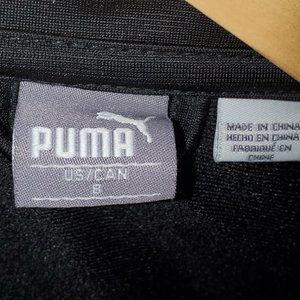 PUMA
US/CAN
S
MADE IN CHINA
HECHO EN CHINA
FABRIQUÉ EN
CHINE